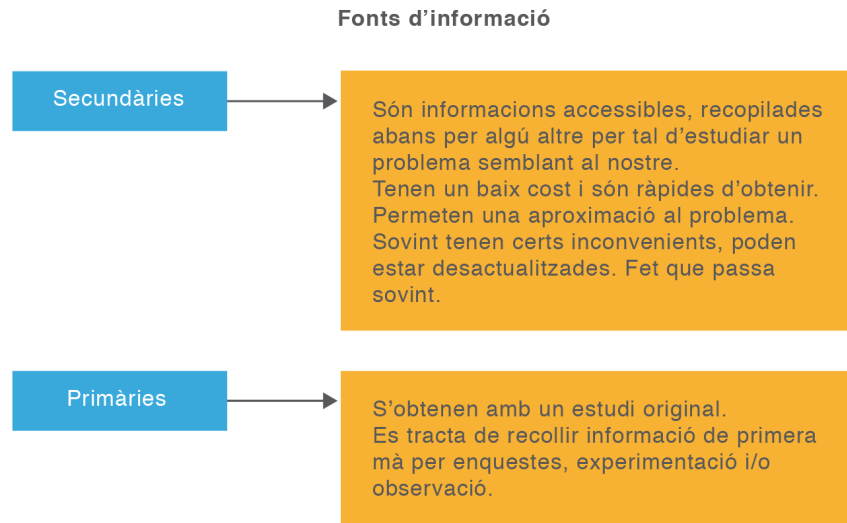 Fonts d’informació
Secundàries
Són informacions accessibles, recopilades
abans per algú altre per tal d’estudiar un
problema semblant al nostre.
Tenen un baix cost i són ràpides d’obtenir.
Permeten una aproximació al problema.
Sovint tenen certs inconvenients, poden
estar desactualitzades. Fet que passa
sovint.
Primàries
S’obtenen amb un estudi original.
Es tracta de recollir informació de primera
mà per enquestes, experimentació i/o
observació.